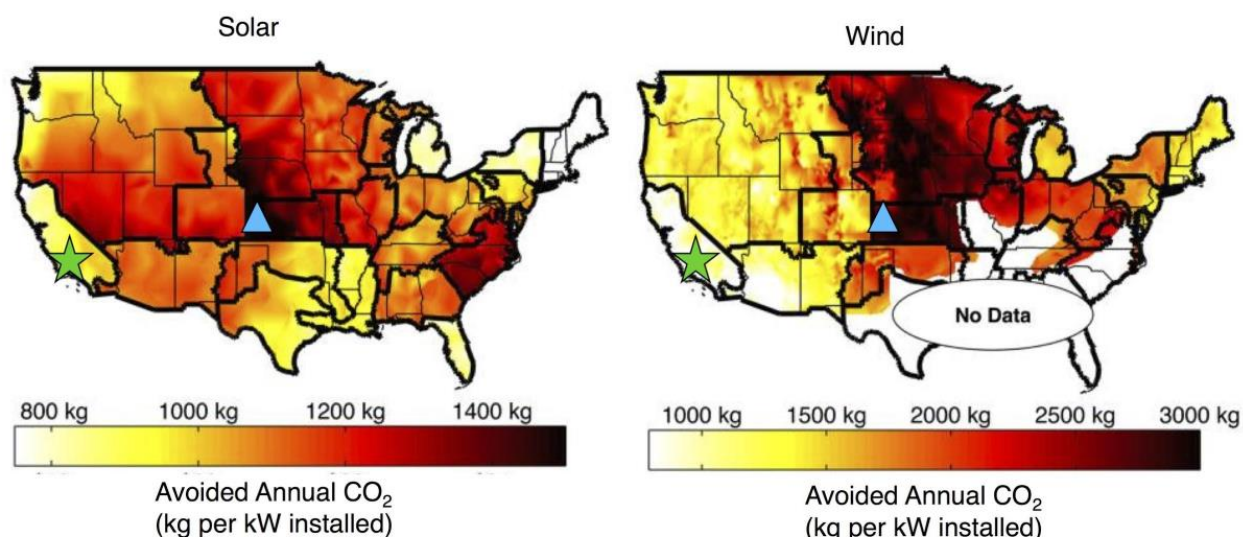 Solar
Wind
No Data
800 kg 1000 kg 1200 kg 1400 kg
1000 kg 1500 kg 2000 kg 2500 kg 3000 kg
Avoided Annual CO₂
(kg per kW installed)
Avoided Annual CO₂
(kg per kW installed)